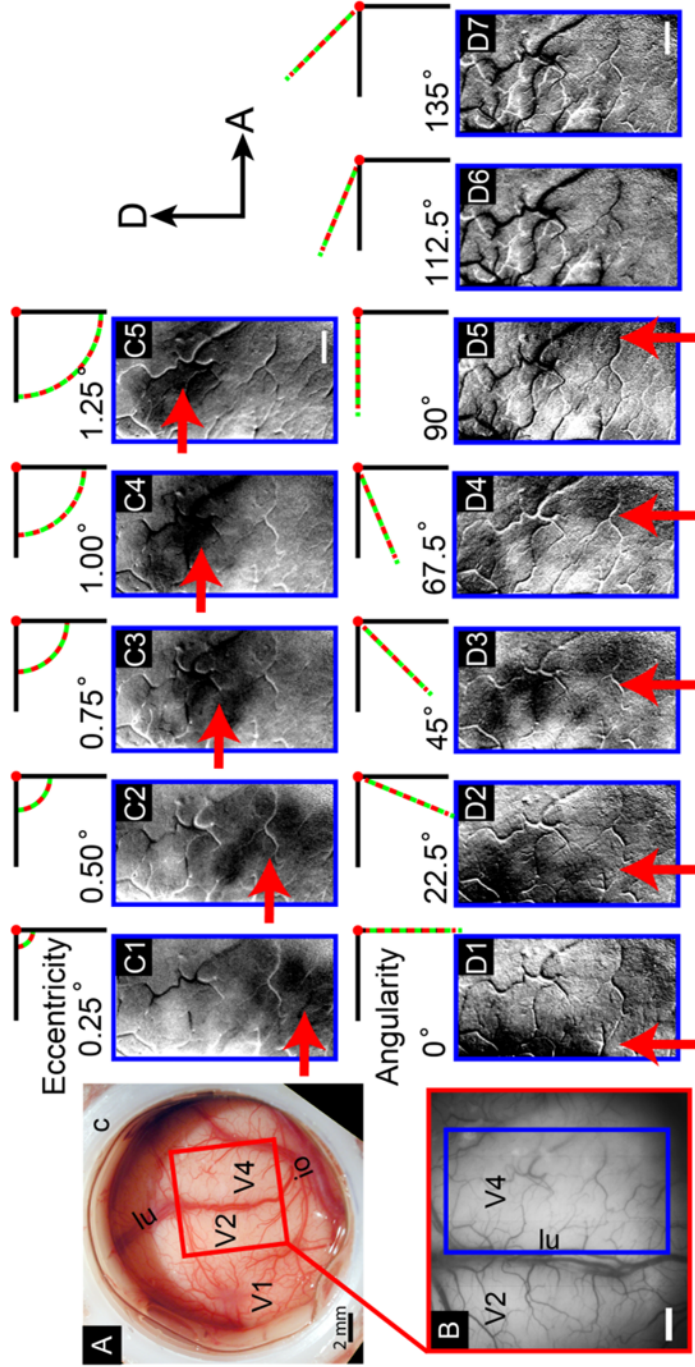 A
c
lu
V1
V2
V4
io
2 mm
B
V2
V4
lu
Eccentricity
0.25°
0.50°
0.75°
1.00°
1.25°
C1
C2
C3
C4
C5
D
A
Angularity
0°
22.5°
45°
67.5°
90°
112.5°
135°
D1
D2
D3
D4
D5
D6
D7